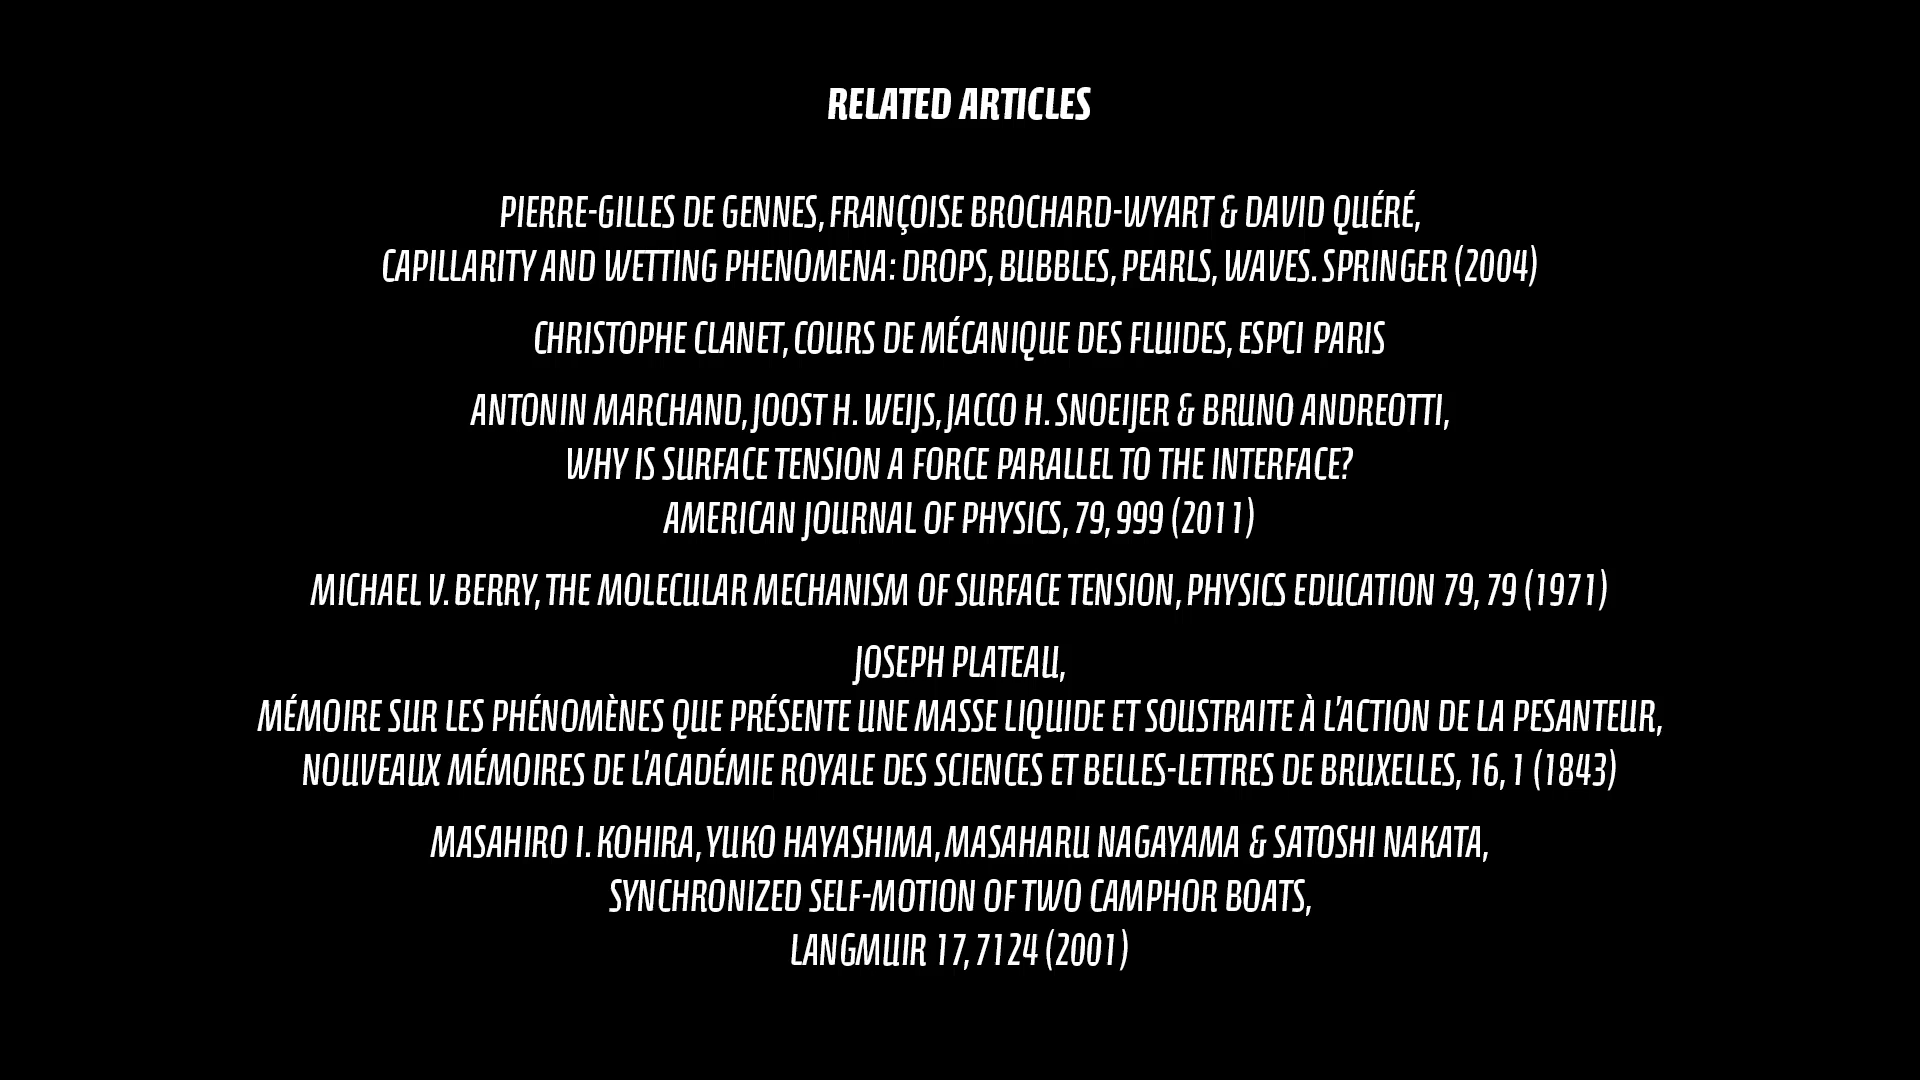 RELATED ARTICLES
PIERRE-GILLES DE GENNES, FRANÇOISE BROCHARD-WYART & DAVID QUÉRÉ,
CAPILLARITY AND WETTING PHENOMENA: DROPS, BUBBLES, PEARLS, WAVES. SPRINGER (2004)
CHRISTOPHE CLANET, COURS DE MÉCANIQUE DES FLUIDES, ESPCI PARIS
ANTONIN MARCHAND, JOOST H. WEIJS, JACCO H. SNOEIJER & BRUNO ANDREOTTI,
WHY IS SURFACE TENSION A FORCE PARALLEL TO THE INTERFACE?
AMERICAN JOURNAL OF PHYSICS, 79, 999 (2011)
MICHAEL V. BERRY, THE MOLECULAR MECHANISM OF SURFACE TENSION, PHYSICS EDUCATION 79, 79 (1971)
JOSEPH PLATEAU,
MÉMOIRE SUR LES PHÉNOMÈNES QUE PRÉSENTE UNE MASSE LIQUIDE ET SOUSTRAITE À L'ACTION DE LA PESANTEUR,
NOUVEAUX MÉMOIRES DE L'ACADÉMIE ROYALE DES SCIENCES ET BELLES-LETTRES DE BRUXELLES, 16, 1 (1843)
MASAHIRO I. KOHIRA, YUKO HAYASHIMA, MASAHARU NAGAYAMA & SATOSHI NAKATA,
SYNCHRONIZED SELF-MOTION OF TWO CAMPHOR BOATS,
LANGMUIR 17, 7124 (2001)